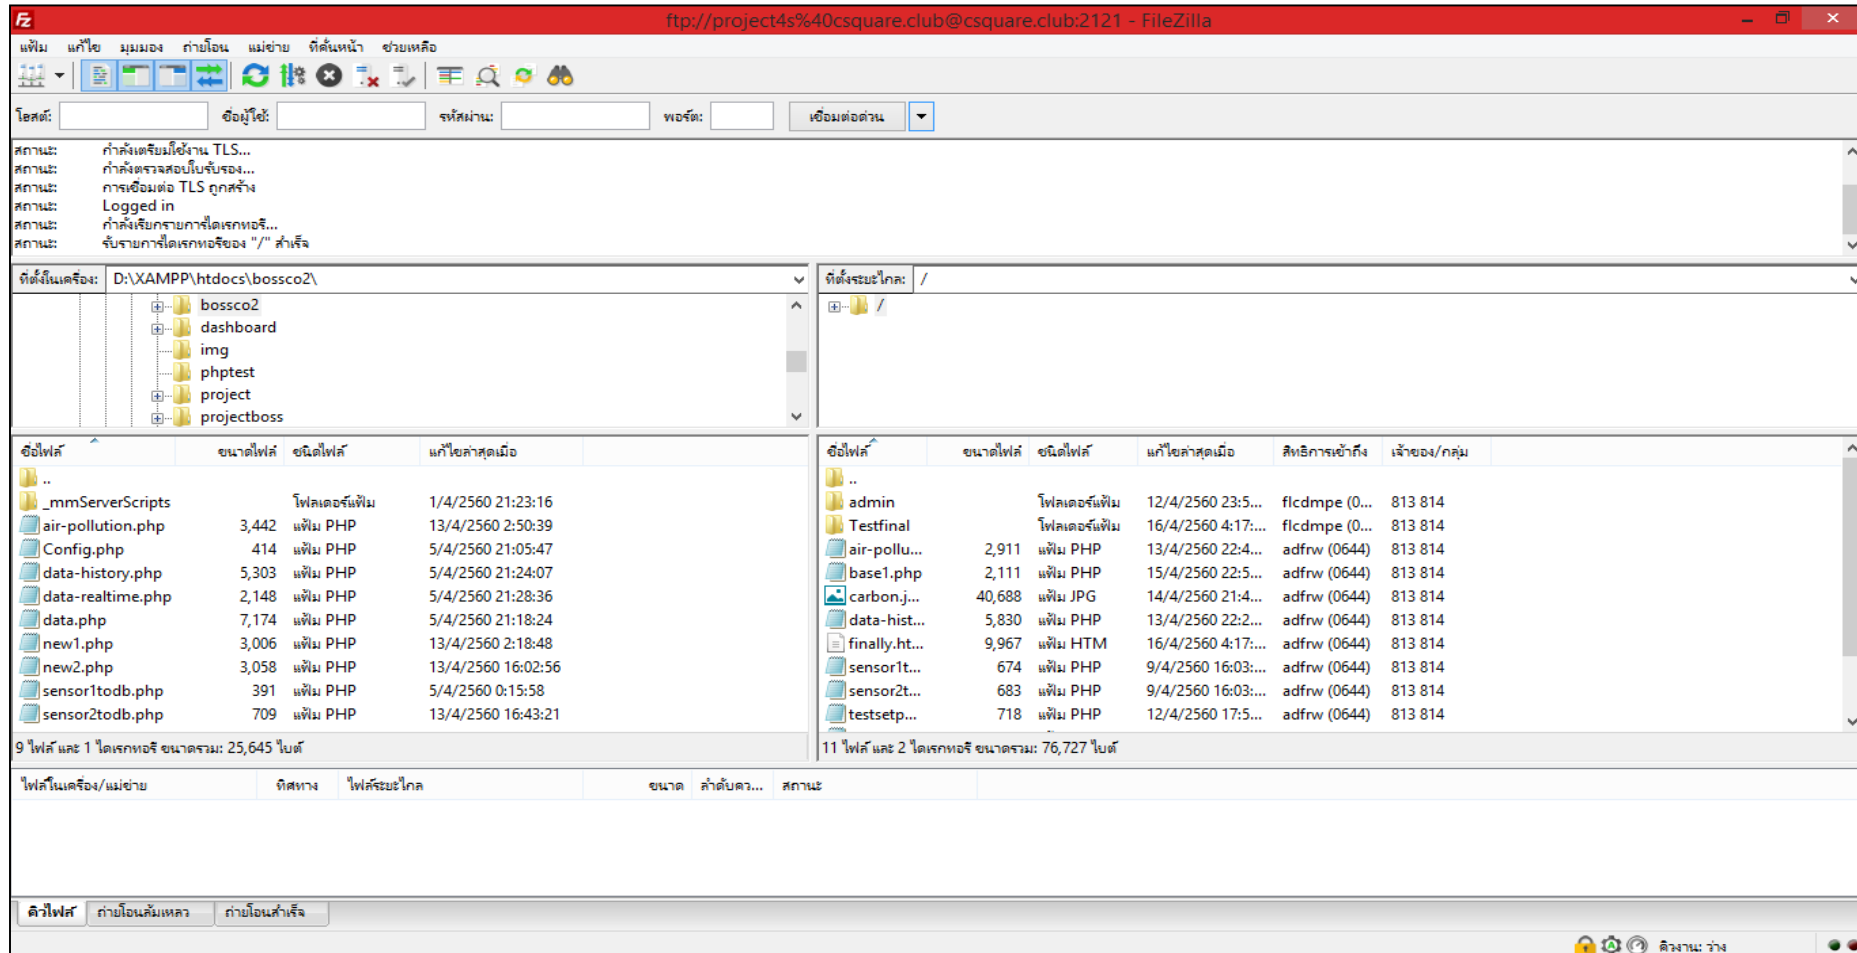 ftp://project4s%40csquare.club@csquare.club:2121 - FileZilla
แฟ้ม แก้ไข มุมมอง ถ่ายโอน แม่ข่าย ที่คั่นหน้า ช่วยเหลือ
โฮสต์: ชื่อผู้ใช้: รหัสผ่าน: พอร์ต: เชื่อมต่อด่วน
สถานะ: กำลังเตรียมใช้งาน TLS...
สถานะ: กำลังตรวจสอบใบรับรอง...
สถานะ: การเชื่อมต่อ TLS ถูกสร้าง
สถานะ: Logged in
สถานะ: กำลังเรียกรายการไดเรกทอรี...
สถานะ: รับรายการไดเรกทอรีของ "/" สำเร็จ
ที่ตั้งในเครื่อง: D:\XAMPP\htdocs\bossco2\
bossco2
dashboard
img
phptest
project
projectboss
ที่ตั้งระยะไกล: /
/
ชื่อไฟล์ ขนาดไฟล์ ชนิดไฟล์ แก้ไขล่าสุดเมื่อ
..
_mmServerScripts โฟลเดอร์แฟ้ม 1/4/2560 21:23:16
air-pollution.php 3,442 แฟ้ม PHP 13/4/2560 2:50:39
Config.php 414 แฟ้ม PHP 5/4/2560 21:05:47
data-history.php 5,303 แฟ้ม PHP 5/4/2560 21:24:07
data-realtime.php 2,148 แฟ้ม PHP 5/4/2560 21:28:36
data.php 7,174 แฟ้ม PHP 5/4/2560 21:18:24
new1.php 3,006 แฟ้ม PHP 13/4/2560 2:18:48
new2.php 3,058 แฟ้ม PHP 13/4/2560 16:02:56
sensor1todb.php 391 แฟ้ม PHP 5/4/2560 0:15:58
sensor2todb.php 709 แฟ้ม PHP 13/4/2560 16:43:21
9 ไฟล์ และ 1 ไดเรกทอรี ขนาดรวม: 25,645 ไบต์
ชื่อไฟล์ ขนาดไฟล์ ชนิดไฟล์ แก้ไขล่าสุดเมื่อ สิทธิการเข้าถึง เจ้าของ/กลุ่ม
..
admin โฟลเดอร์แฟ้ม 12/4/2560 23:5... flcdmpe (0... 813 814
Testfinal โฟลเดอร์แฟ้ม 16/4/2560 4:17:... flcdmpe (0... 813 814
air-pollu... 2,911 แฟ้ม PHP 13/4/2560 22:4... adfrw (0644) 813 814
base1.php 2,111 แฟ้ม PHP 15/4/2560 22:5... adfrw (0644) 813 814
carbon.j... 40,688 แฟ้ม JPG 14/4/2560 21:4... adfrw (0644) 813 814
data-hist... 5,830 แฟ้ม PHP 13/4/2560 22:2... adfrw (0644) 813 814
finally.ht... 9,967 แฟ้ม HTM 16/4/2560 4:17:... adfrw (0644) 813 814
sensor1t... 674 แฟ้ม PHP 9/4/2560 16:03:... adfrw (0644) 813 814
sensor2t... 683 แฟ้ม PHP 9/4/2560 16:03:... adfrw (0644) 813 814
testsetp... 718 แฟ้ม PHP 12/4/2560 17:5... adfrw (0644) 813 814
11 ไฟล์ และ 2 ไดเรกทอรี ขนาดรวม: 76,727 ไบต์
ไฟล์ในเครื่อง/แม่ข่าย ทิศทาง ไฟล์ระยะไกล ขนาด ลำดับคว... สถานะ
คิวไฟล์ ถ่ายโอนล้มเหลว ถ่ายโอนสำเร็จ
คิวงาน: ว่าง